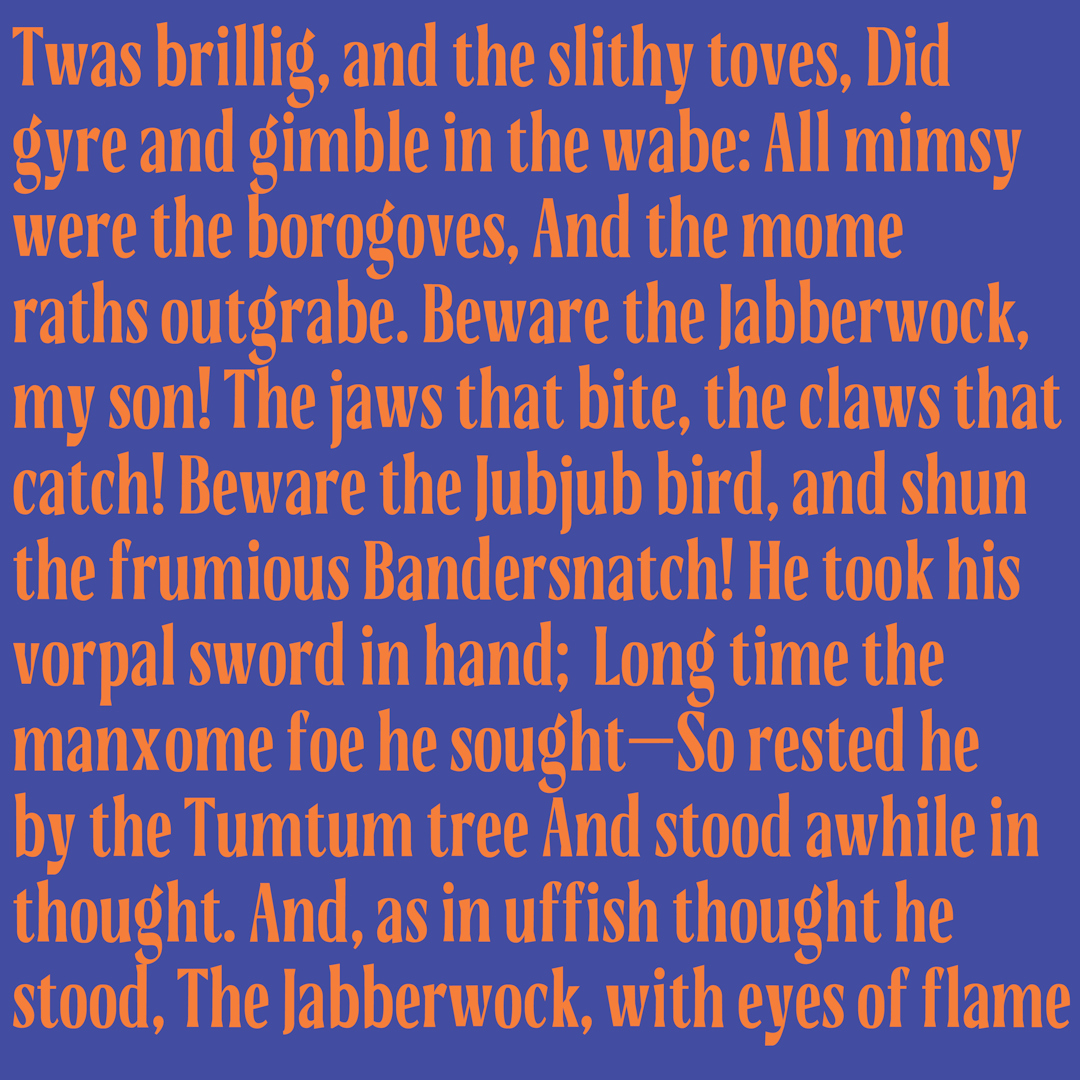 Twas brillig, and the slithy toves, Did
gyre and gimble in the wabe: All mimsy
were the borogoves, And the mome
raths outgrabe. Beware the Jabberwock,
my son! The jaws that bite, the claws that
catch! Beware the Jubjub bird, and shun
the frumious Bandersnatch! He took his
vorpal sword in hand;  Long time the
manxome foe he sought—So rested he
by the Tumtum tree And stood awhile in
thought. And, as in uffish thought he
stood, The Jabberwock, with eyes of flame